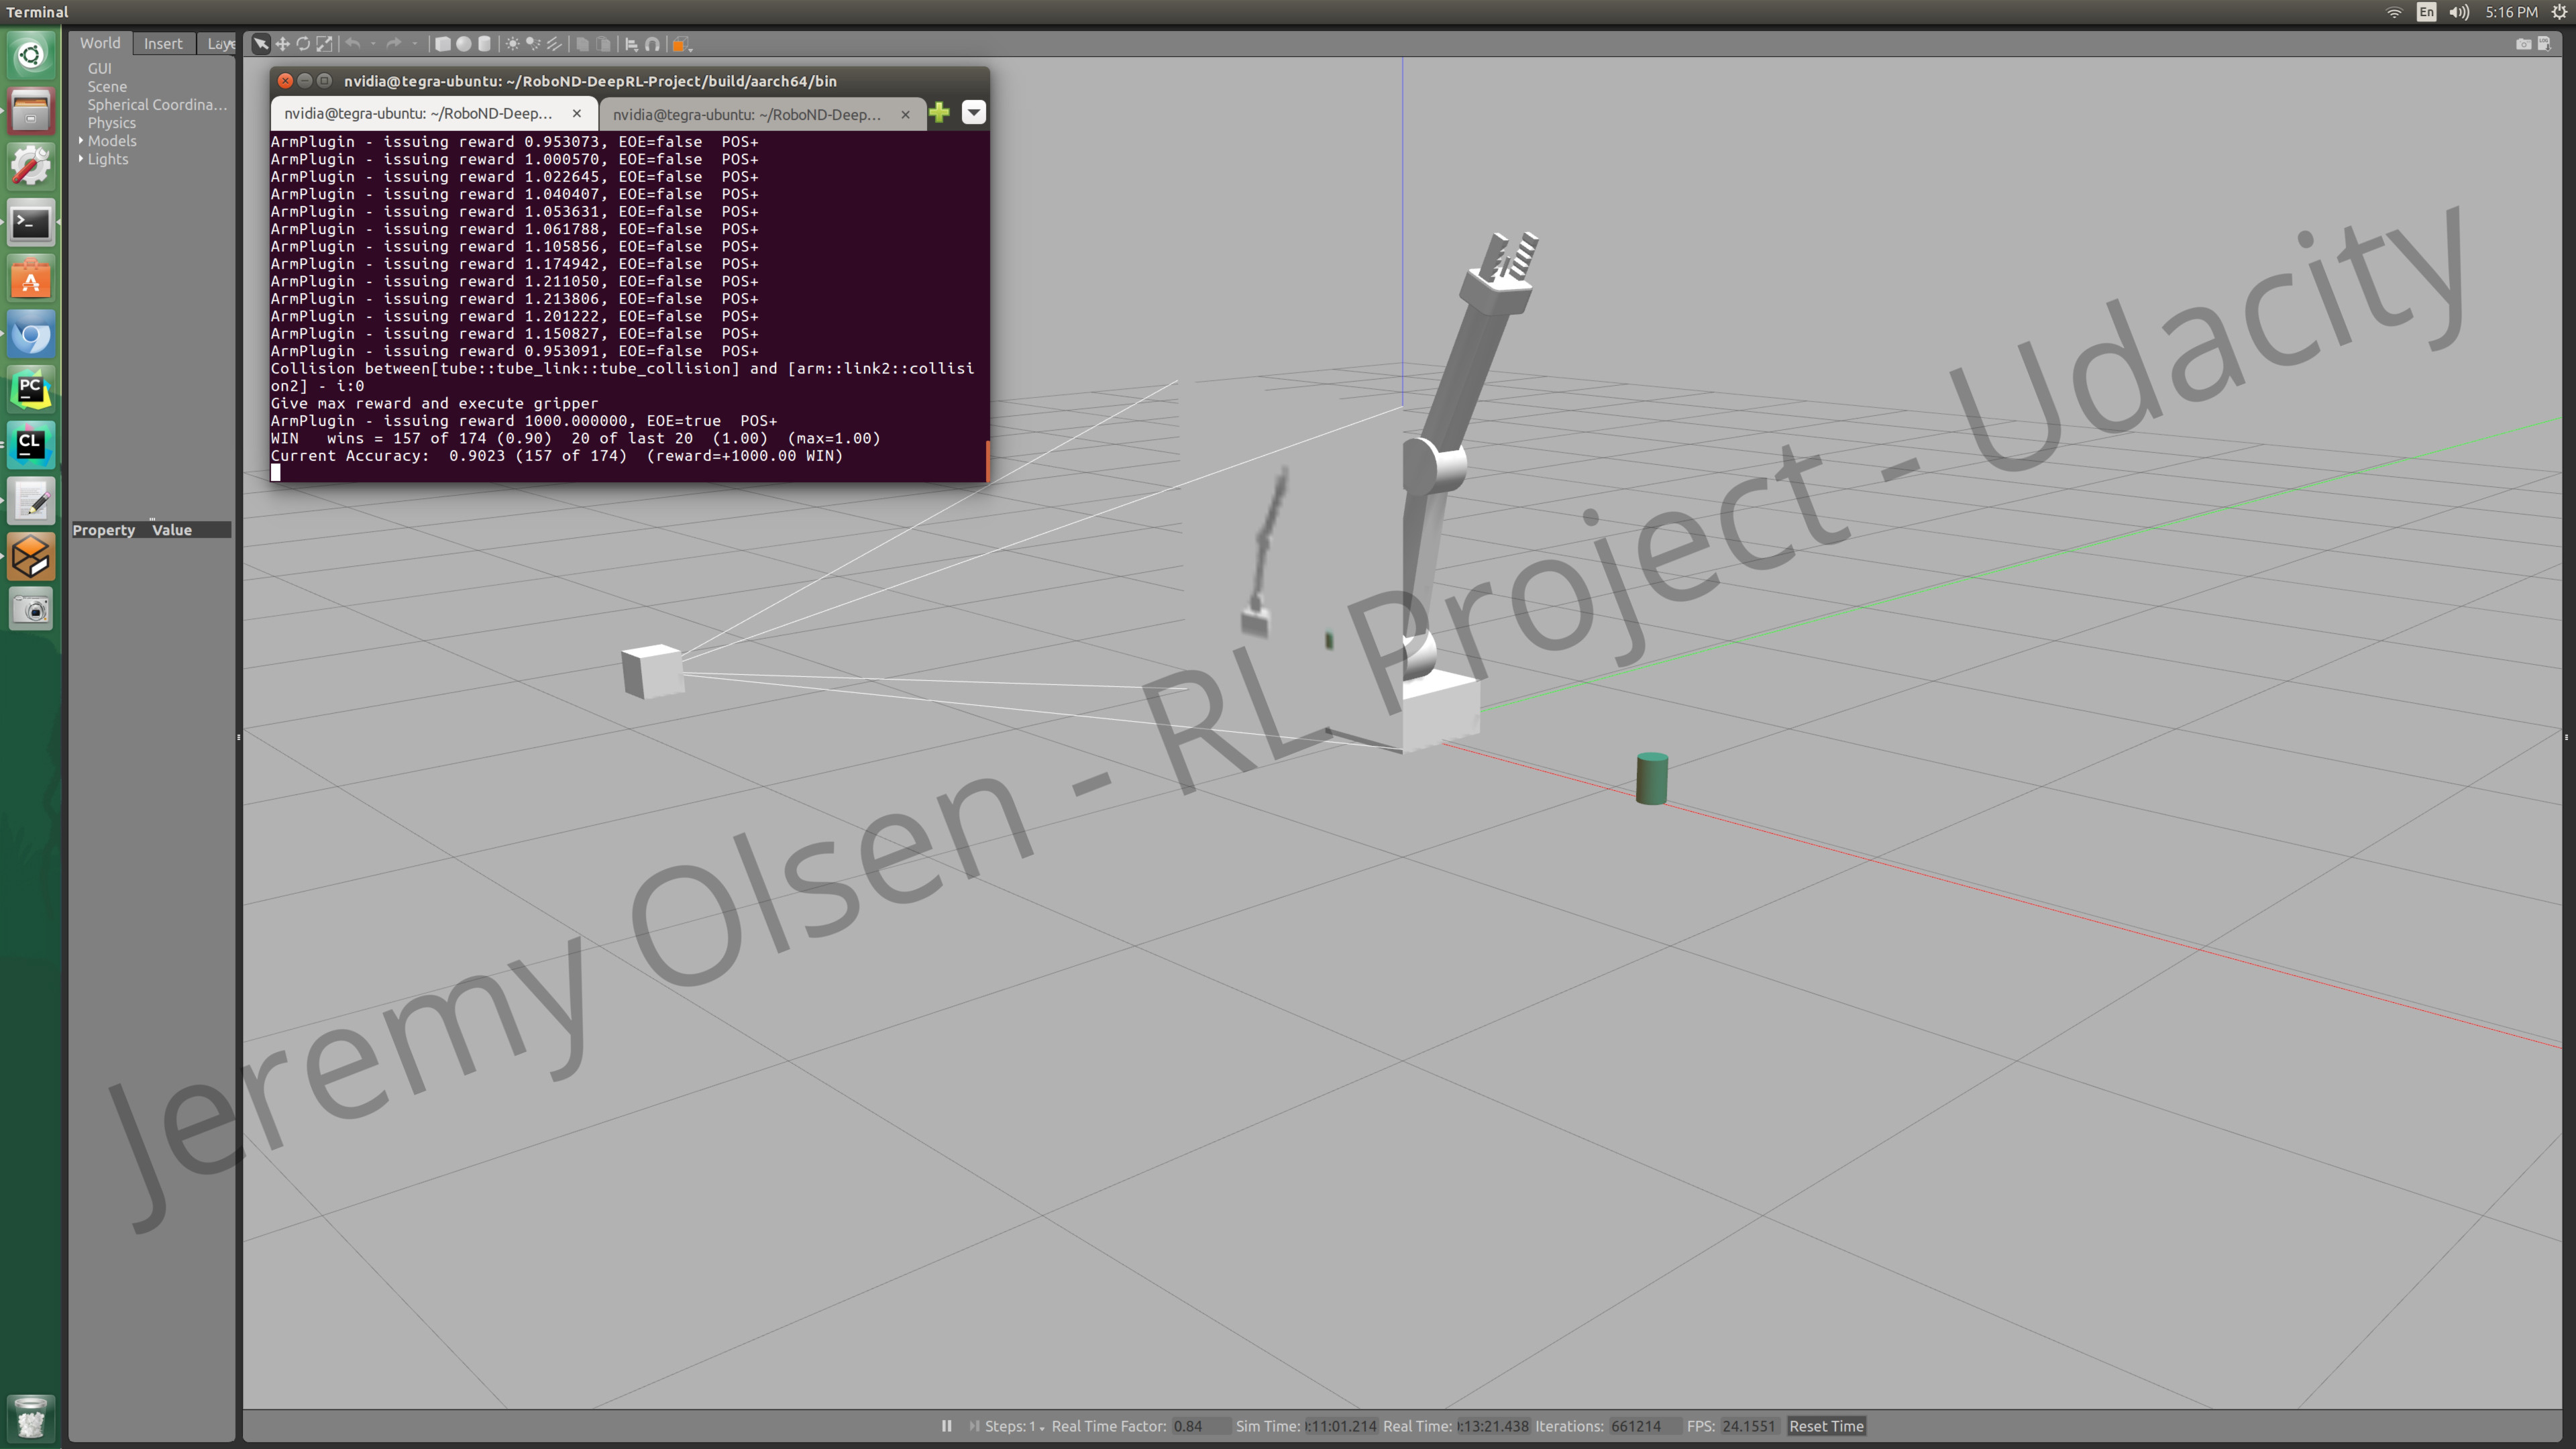 Terminal
En
5:16 PM
World Insert Laye
GUI
Scene
Spherical Coordina...
Physics
Models
Lights
Property Value
nvidia@tegra-ubuntu: ~/RoboND-DeepRL-Project/build/aarch64/bin
nvidia@tegra-ubuntu: ~/RoboND-Deep... nvidia@tegra-ubuntu: ~/RoboND-Deep...
ArmPlugin - issuing reward 0.953073, EOE=false POS+
ArmPlugin - issuing reward 1.000570, EOE=false POS+
ArmPlugin - issuing reward 1.022645, EOE=false POS+
ArmPlugin - issuing reward 1.040407, EOE=false POS+
ArmPlugin - issuing reward 1.053631, EOE=false POS+
ArmPlugin - issuing reward 1.061788, EOE=false POS+
ArmPlugin - issuing reward 1.105856, EOE=false POS+
ArmPlugin - issuing reward 1.174942, EOE=false POS+
ArmPlugin - issuing reward 1.211050, EOE=false POS+
ArmPlugin - issuing reward 1.213806, EOE=false POS+
ArmPlugin - issuing reward 1.201222, EOE=false POS+
ArmPlugin - issuing reward 1.150827, EOE=false POS+
ArmPlugin - issuing reward 0.953091, EOE=false POS+
Collision between[tube::tube_link::tube_collision] and [arm::link2::collisi
on2] - i:0
Give max reward and execute gripper
ArmPlugin - issuing reward 1000.000000, EOE=true POS+
WIN wins = 157 of 174 (0.90) 20 of last 20 (1.00) (max=1.00)
Current Accuracy: 0.9023 (157 of 174) (reward=+1000.00 WIN)
PC
CL
Jeremy Olsen - RL Project - Udacity
Steps: 1 Real Time Factor: 0.84 Sim Time: 0:11:01.214 Real Time: 0:13:21.438 Iterations: 661214 FPS: 24.1551 Reset Time